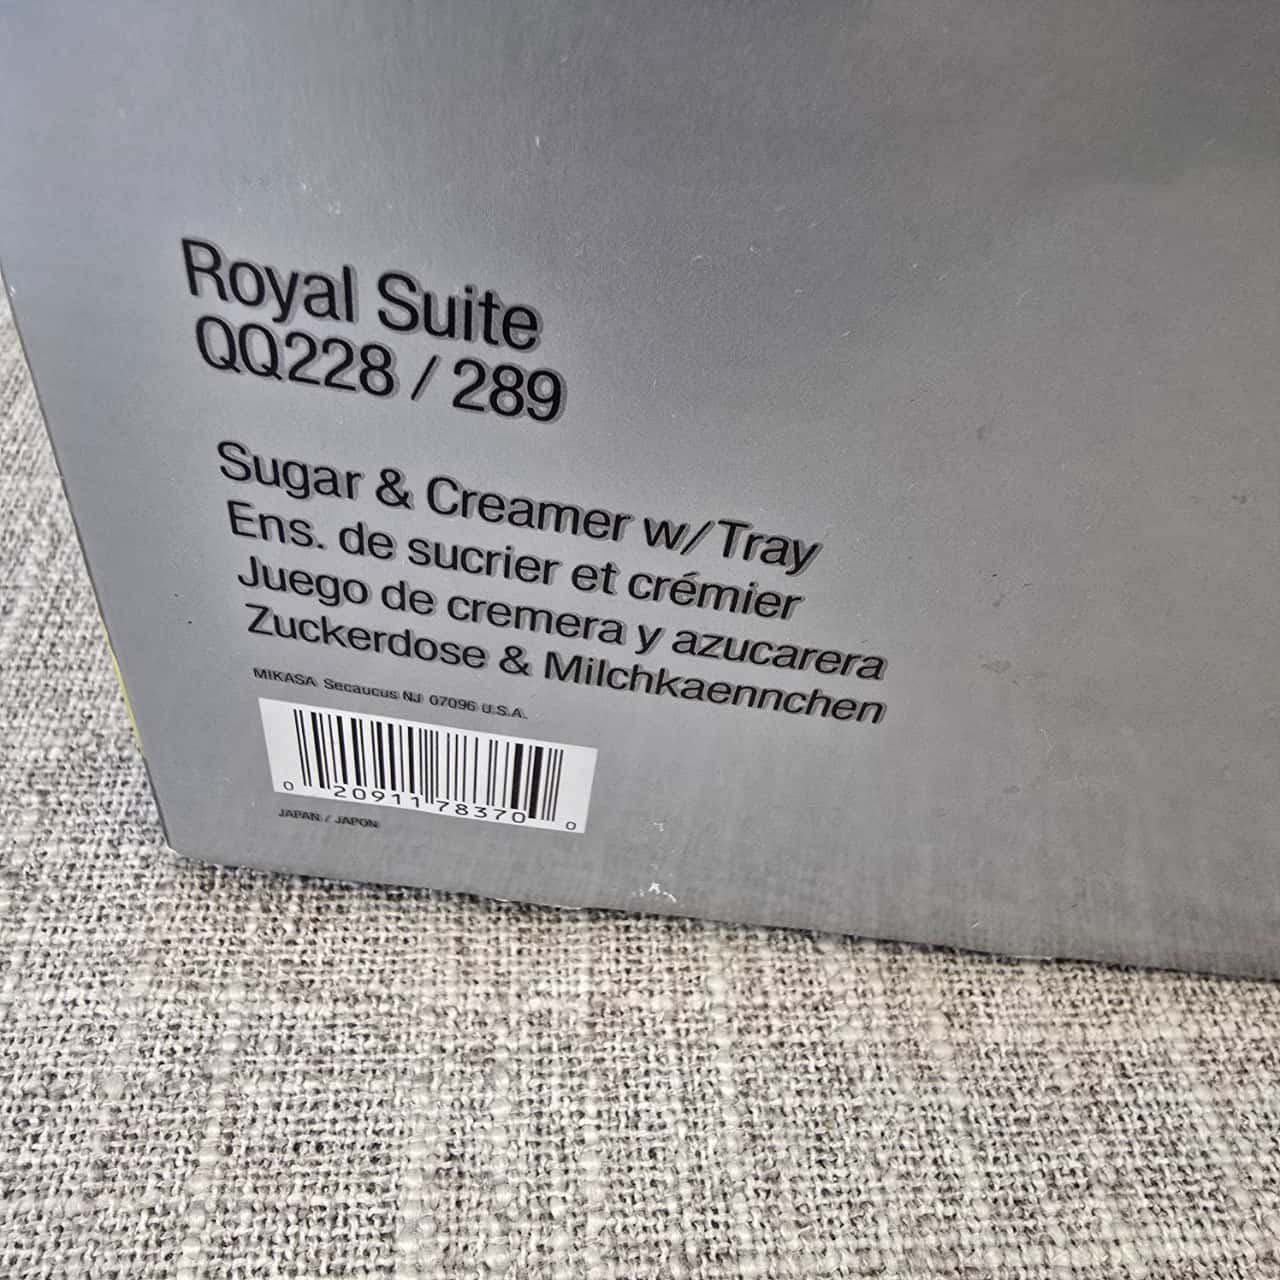 Royal Suite
QQ228 / 289
Sugar & Creamer w/Tray
Ens. de sucrier et crémier
Juego de cremera y azucarera
Zuckerdose & Milchkaennchen
MIKASA Secaucus NJ 07096 U.S.A.
0 20911 78370 0
JAPAN / JAPON